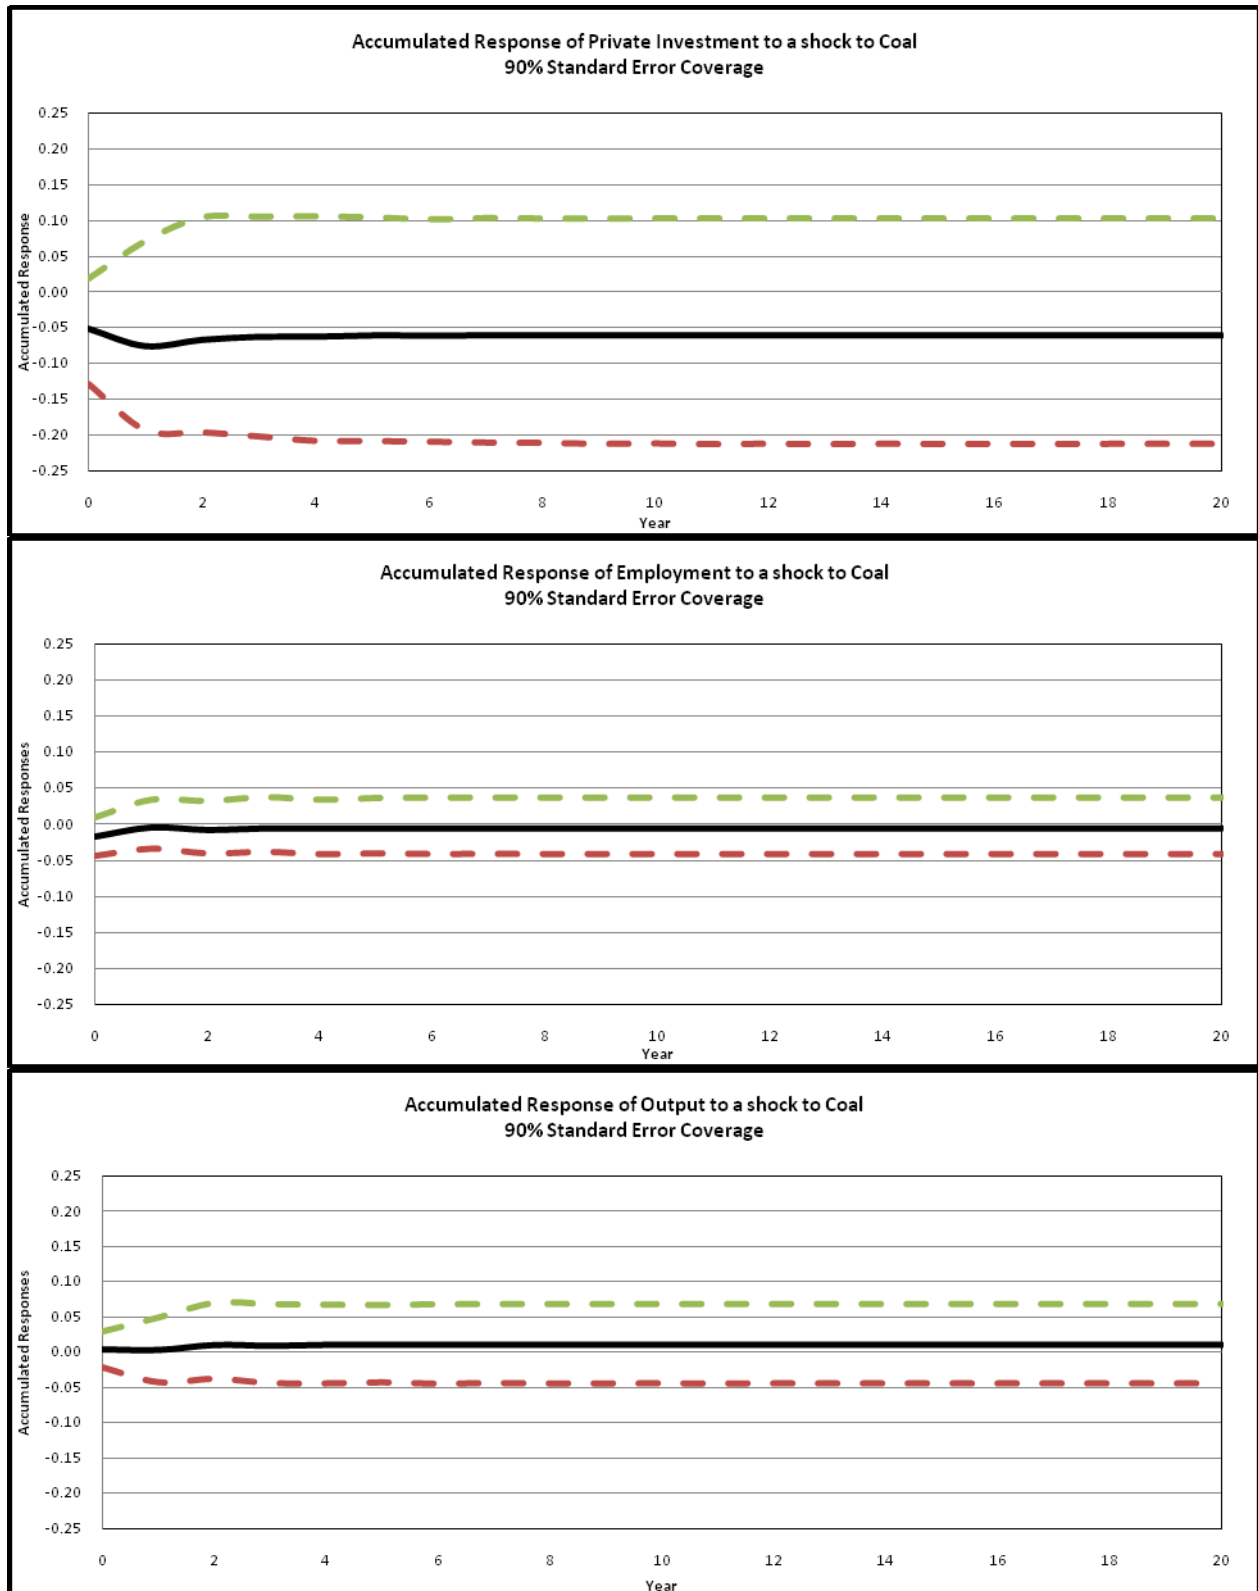 Accumulated Response of Private Investment to a shock to Coal
90% Standard Error Coverage
0.25
0.20
0.15
0.10
0.05
0.00
-0.05
-0.10
-0.15
-0.20
-0.25
Accumulated Response
0 2 4 6 8 10 12 14 16 18 20
Year
Accumulated Response of Employment to a shock to Coal
90% Standard Error Coverage
0.25
0.20
0.15
0.10
0.05
0.00
-0.05
-0.10
-0.15
-0.20
-0.25
Accumulated Responses
0 2 4 6 8 10 12 14 16 18 20
Year
Accumulated Response of Output to a shock to Coal
90% Standard Error Coverage
0.25
0.20
0.15
0.10
0.05
0.00
-0.05
-0.10
-0.15
-0.20
-0.25
Accumulated Responses
0 2 4 6 8 10 12 14 16 18 20
Year